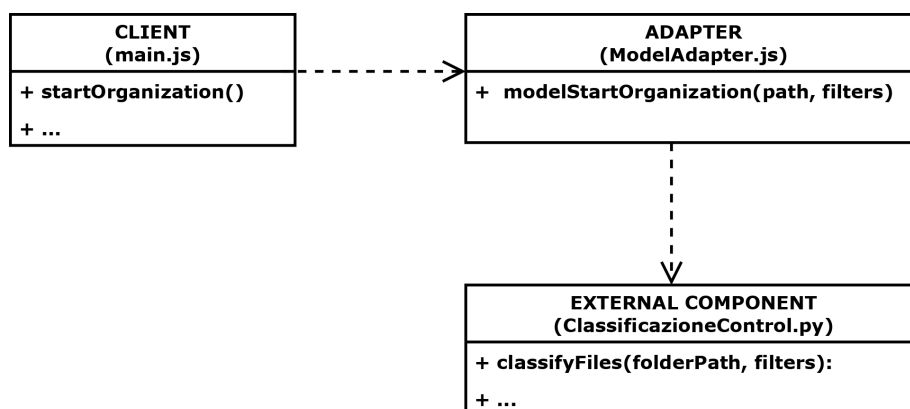 CLIENT
(main.js)
+ startOrganization()
+ ...
ADAPTER
(ModelAdapter.js)
+  modelStartOrganization(path, filters)
EXTERNAL COMPONENT
(ClassificazioneControl.py)
+ classifyFiles(folderPath, filters):
+ ...